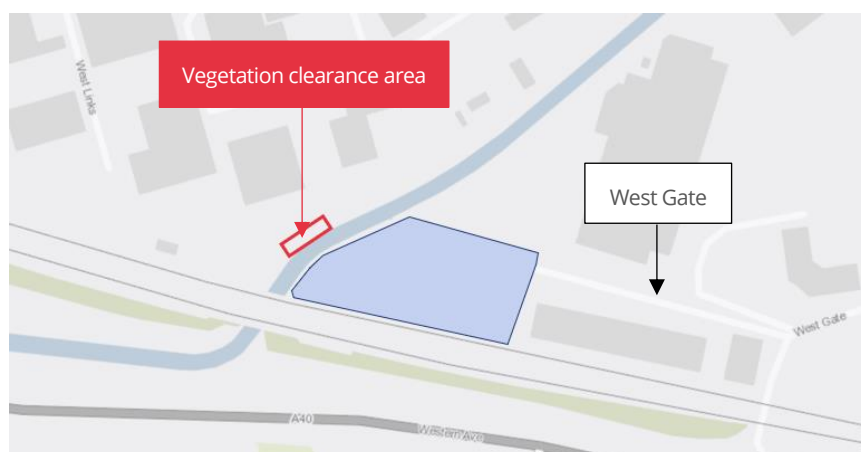 West Links
Vegetation clearance area
West Gate
West Gate
A40
Western Ave